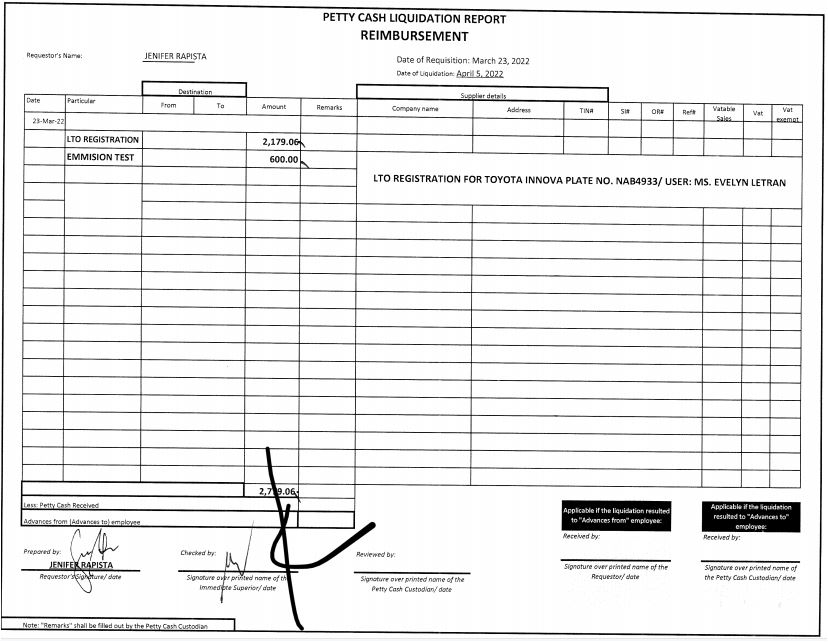 PETTY CASH LIQUIDATION REPORT
REIMBURSEMENT
Requestor's Name: JENIFER RAPISTA
Date of Requisition: March 23, 2022
Date of Liquidation: April 5, 2022
Destination
Supplier details
Date Particular From To Amount Remarks Company name Address TIN# SI# OR# Ref# Vatable Sales Vat Vat exempt
23-Mar-22
LTO REGISTRATION 2,179.06
EMMISION TEST 600.00
LTO REGISTRATION FOR TOYOTA INNOVA PLATE NO. NAB4933/ USER: MS. EVELYN LETRAN
2,779.06
Less: Petty Cash Received
Advances from (Advances to) employee
Applicable if the liquidation resulted to "Advances from" employee:
Applicable if the liquidation resulted to "Advances to" employee:
Prepared by:
Checked by:
Reviewed by:
Received by:
Received by:
JENIFER RAPISTA
Requestor's Signature/ date
Signature over printed name of the Immediate Superior/ date
Signature over printed name of the Petty Cash Custodian/ date
Signature over printed name of the Requestor/ date
Signature over printed name of the Petty Cash Custodian/ date
Note: "Remarks" shall be filled out by the Petty Cash Custodian